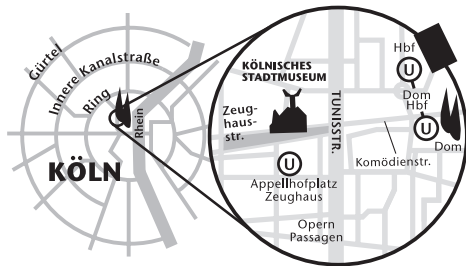 Gürtel
Innere Kanalstraße
Ring
Rhein
KÖLN
KÖLNISCHES
STADTMUSEUM
Zeug-
haus-
str.
TUNISSTR.
Hbf
U
Dom
Hbf
U
Dom
Komödienstr.
U
Appellhofplatz
Zeughaus
Opern
Passagen